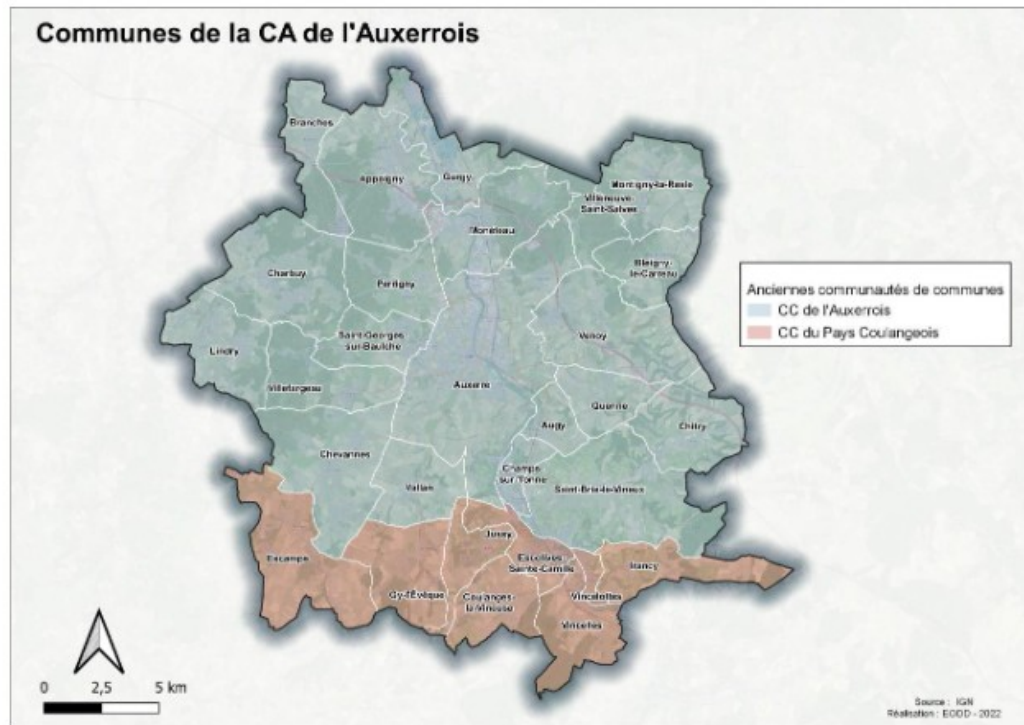 Communes de la CA de l'Auxerrois
Branches
Appoigny
Gurgy
Montigny-la-Resle
Villeneuve-
Saint-Salves
Monéteau
Bleigny-
le-Carreau
Charbuy
Perrigny
Anciennes communautés de communes
CC de l'Auxerrois
CC du Pays Coulangeois
Saint-Georges
sur-Baulche
Venoy
Lindry
Villefargeau
Auxerre
Quenne
Augy
Chitry
Chevannes
Champs-
sur-Yonne
Vallan
Saint-Bris-le-Vineux
Jussy
Escamps
Escolives-
Sainte-Camille
Irancy
Gy-l'Évêque
Coulanges-
la-Vineuse
Vincelottes
Vincelles
0 2,5 5 km
Source : IGN
Réalisation : EGOD - 2022